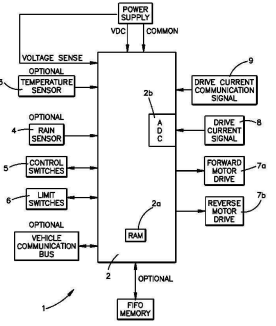 POWER
SUPPLY
VDC
COMMON
VOLTAGE SENSE
OPTIONAL
3
TEMPERATURE
SENSOR
9
DRIVE CURRENT
COMMUNICATION
SIGNAL
2b
A
D
C
OPTIONAL
4
RAIN
SENSOR
DRIVE
CURRENT
SIGNAL
8
5
CONTROL
SWITCHES
FORWARD
MOTOR
DRIVE
7a
6
LIMIT
SWITCHES
REVERSE
MOTOR
DRIVE
7b
OPTIONAL
VEHICLE
COMMUNICATION
BUS
2a
RAM
2
OPTIONAL
1
FIFO
MEMORY